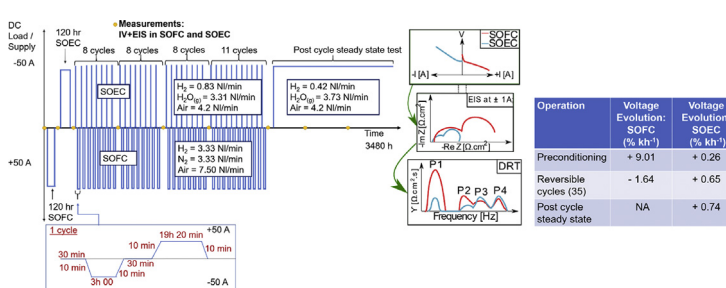 DC
Load /
Supply
-50 A
+50 A
120 hr
SOEC
Measurements:
IV+EIS in SOFC and SOEC
8 cycles
8 cycles
8 cycles
11 cycles
Post cycle steady state test
SOEC
H₂ = 0.83 Nl/min
H₂O(g) = 3.31 Nl/min
Air = 4.2 Nl/min
H₂ = 0.42 Nl/min
H₂O(g) = 3.73 Nl/min
Air = 4.2 Nl/min
Time
3480 h
SOFC
H₂ = 3.33 Nl/min
N₂ = 3.33 Nl/min
Air = 7.50 Nl/min
120 hr
SOFC
1 cycle
+50 A
-50 A
30 min
10 min
3h 00
10 min
30 min
10 min
19h 20 min
10 min
V
SOFC
SOEC
-I [A]
+I [A]
EIS at ± 1A
-Im Z [Ω.cm²]
-Re Z [Ω.cm²]
DRT
P1
P2
P3
P4
Y' [Ω.cm².s]
Frequency [Hz]
Operation
Voltage
Evolution:
SOFC
(% kh⁻¹)
Voltage
Evolution
SOEC
(% kh⁻¹)
Preconditioning
+ 9.01
+ 0.26
Reversible
cycles (35)
- 1.64
+ 0.65
Post cycle
steady state
NA
+ 0.74